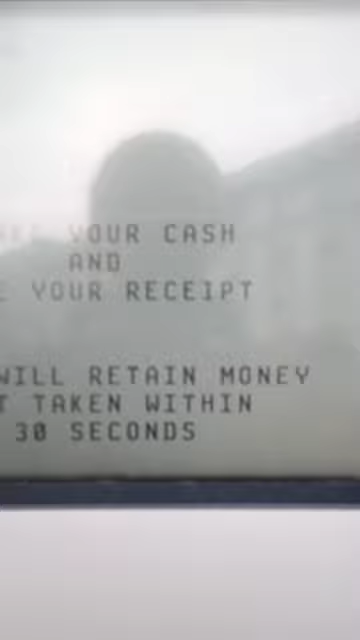 YOUR CASH
AND
YOUR RECEIPT
WILL RETAIN MONEY
TAKEN WITHIN
30 SECONDS